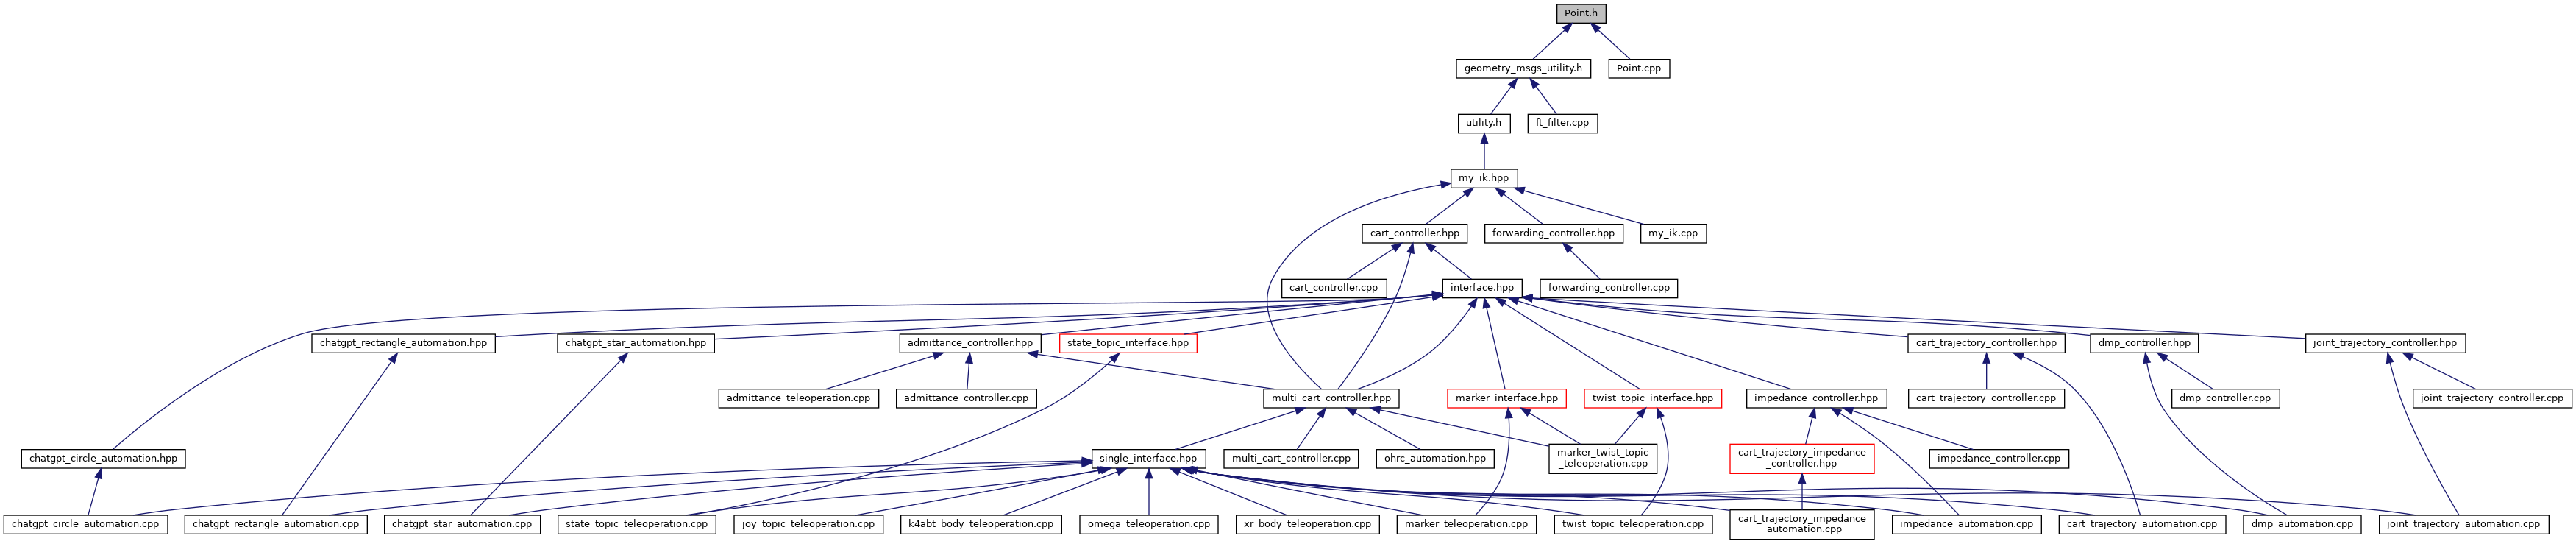 Point.h
geometry_msgs_utility.h
Point.cpp
utility.h
ft_filter.cpp
my_ik.hpp
cart_controller.hpp
forwarding_controller.hpp
my_ik.cpp
cart_controller.cpp
interface.hpp
forwarding_controller.cpp
chatgpt_rectangle_automation.hpp
chatgpt_star_automation.hpp
admittance_controller.hpp
state_topic_interface.hpp
cart_trajectory_controller.hpp
dmp_controller.hpp
joint_trajectory_controller.hpp
admittance_teleoperation.cpp
admittance_controller.cpp
multi_cart_controller.hpp
marker_interface.hpp
twist_topic_interface.hpp
impedance_controller.hpp
cart_trajectory_controller.cpp
dmp_controller.cpp
joint_trajectory_controller.cpp
chatgpt_circle_automation.hpp
single_interface.hpp
multi_cart_controller.cpp
ohrc_automation.hpp
marker_twist_topic
_teleoperation.cpp
cart_trajectory_impedance
_controller.hpp
impedance_controller.cpp
chatgpt_circle_automation.cpp
chatgpt_rectangle_automation.cpp
chatgpt_star_automation.cpp
state_topic_teleoperation.cpp
joy_topic_teleoperation.cpp
k4abt_body_teleoperation.cpp
omega_teleoperation.cpp
xr_body_teleoperation.cpp
marker_teleoperation.cpp
twist_topic_teleoperation.cpp
cart_trajectory_impedance
_automation.cpp
impedance_automation.cpp
cart_trajectory_automation.cpp
dmp_automation.cpp
joint_trajectory_automation.cpp